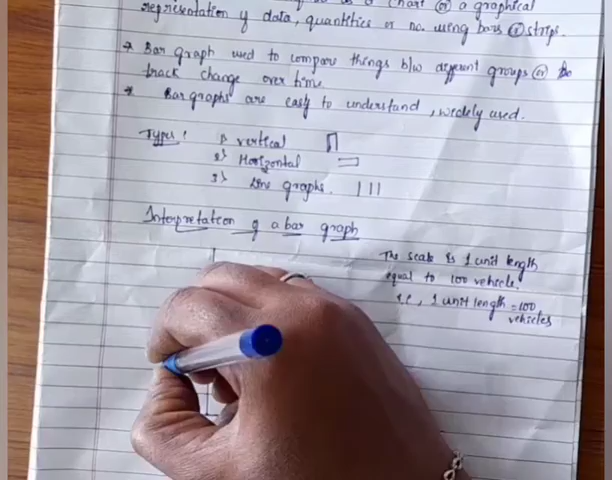 a chart (or) a graphical
representation of data, quantities or no. using bars (or) strips.
* Bar graph used to compare things b/w different groups (or) to
track change over time.
* Bar graphs are easy to understand, widely used.
Types: 1> vertical
2> Horizontal
3> Line graphs.
Interpretation of a bar graph
The scale is 1 unit length
equal to 100 vehicle.
i.e, 1 unit length = 100
vehicles